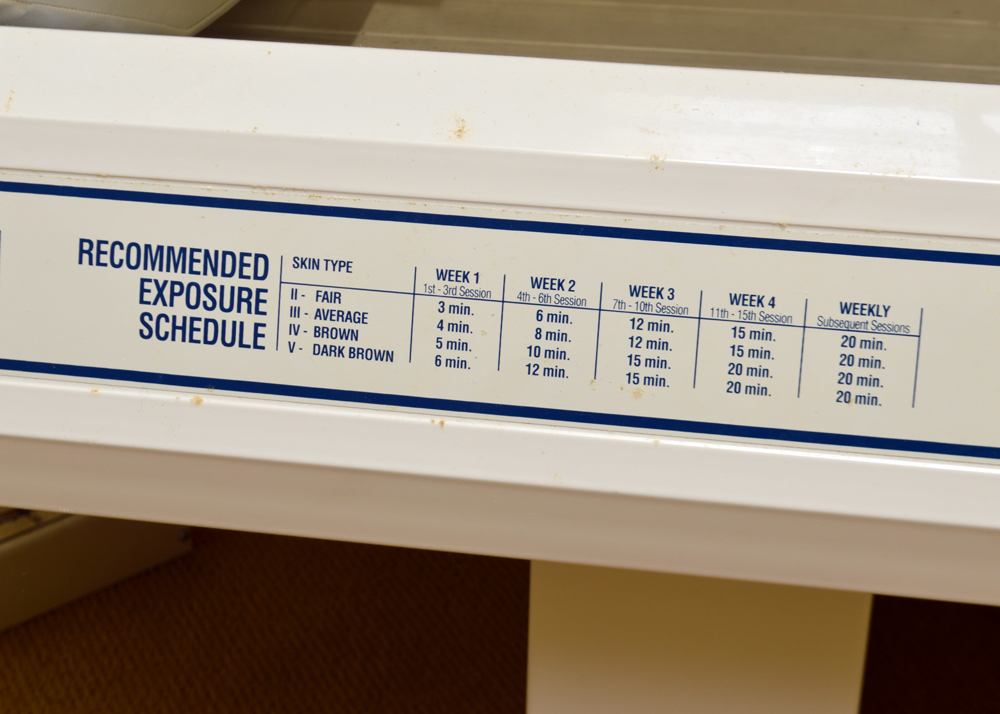 RECOMMENDED
EXPOSURE
SCHEDULE
SKIN TYPE WEEK 1 WEEK 2 WEEK 3 WEEK 4 WEEKLY
1st - 3rd Session 4th - 6th Session 7th - 10th Session 11th - 15th Session Subsequent Sessions
II - FAIR 3 min. 6 min. 12 min. 15 min. 20 min.
III - AVERAGE 4 min. 8 min. 12 min. 15 min. 20 min.
IV - BROWN 5 min. 10 min. 15 min. 20 min. 20 min.
V - DARK BROWN 6 min. 12 min. 15 min. 20 min. 20 min.